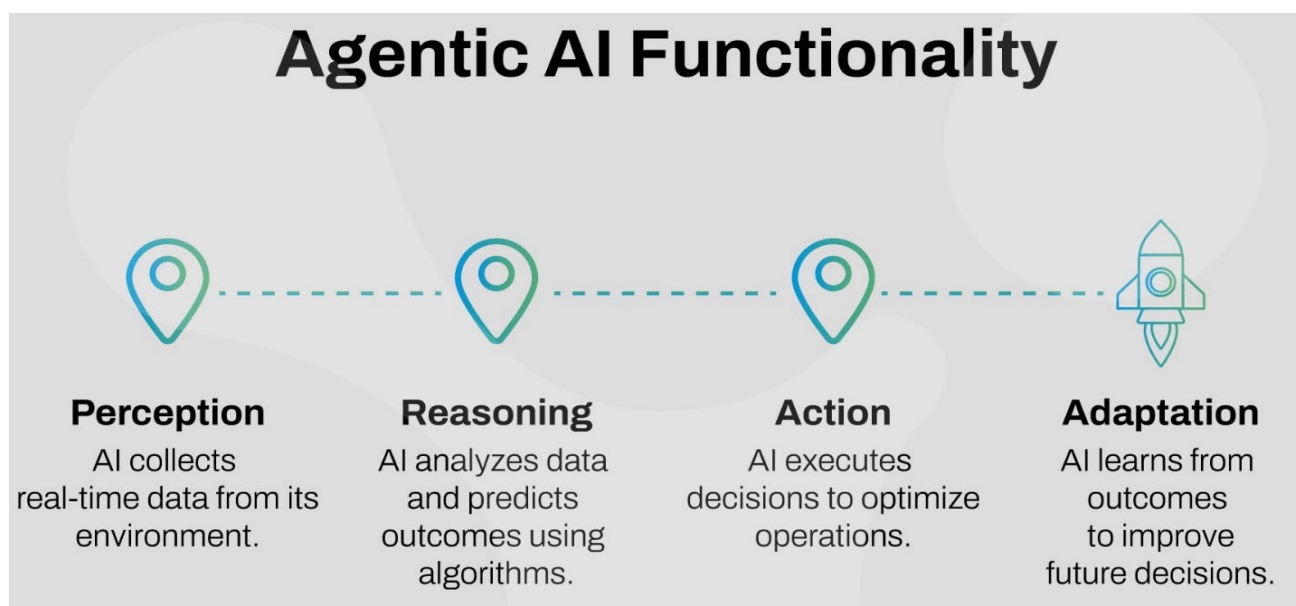 Agentic AI Functionality
Perception
AI collects
real-time data from its
environment.
Reasoning
AI analyzes data
and predicts
outcomes using
algorithms.
Action
AI executes
decisions to optimize
operations.
Adaptation
AI learns from
outcomes
to improve
future decisions.